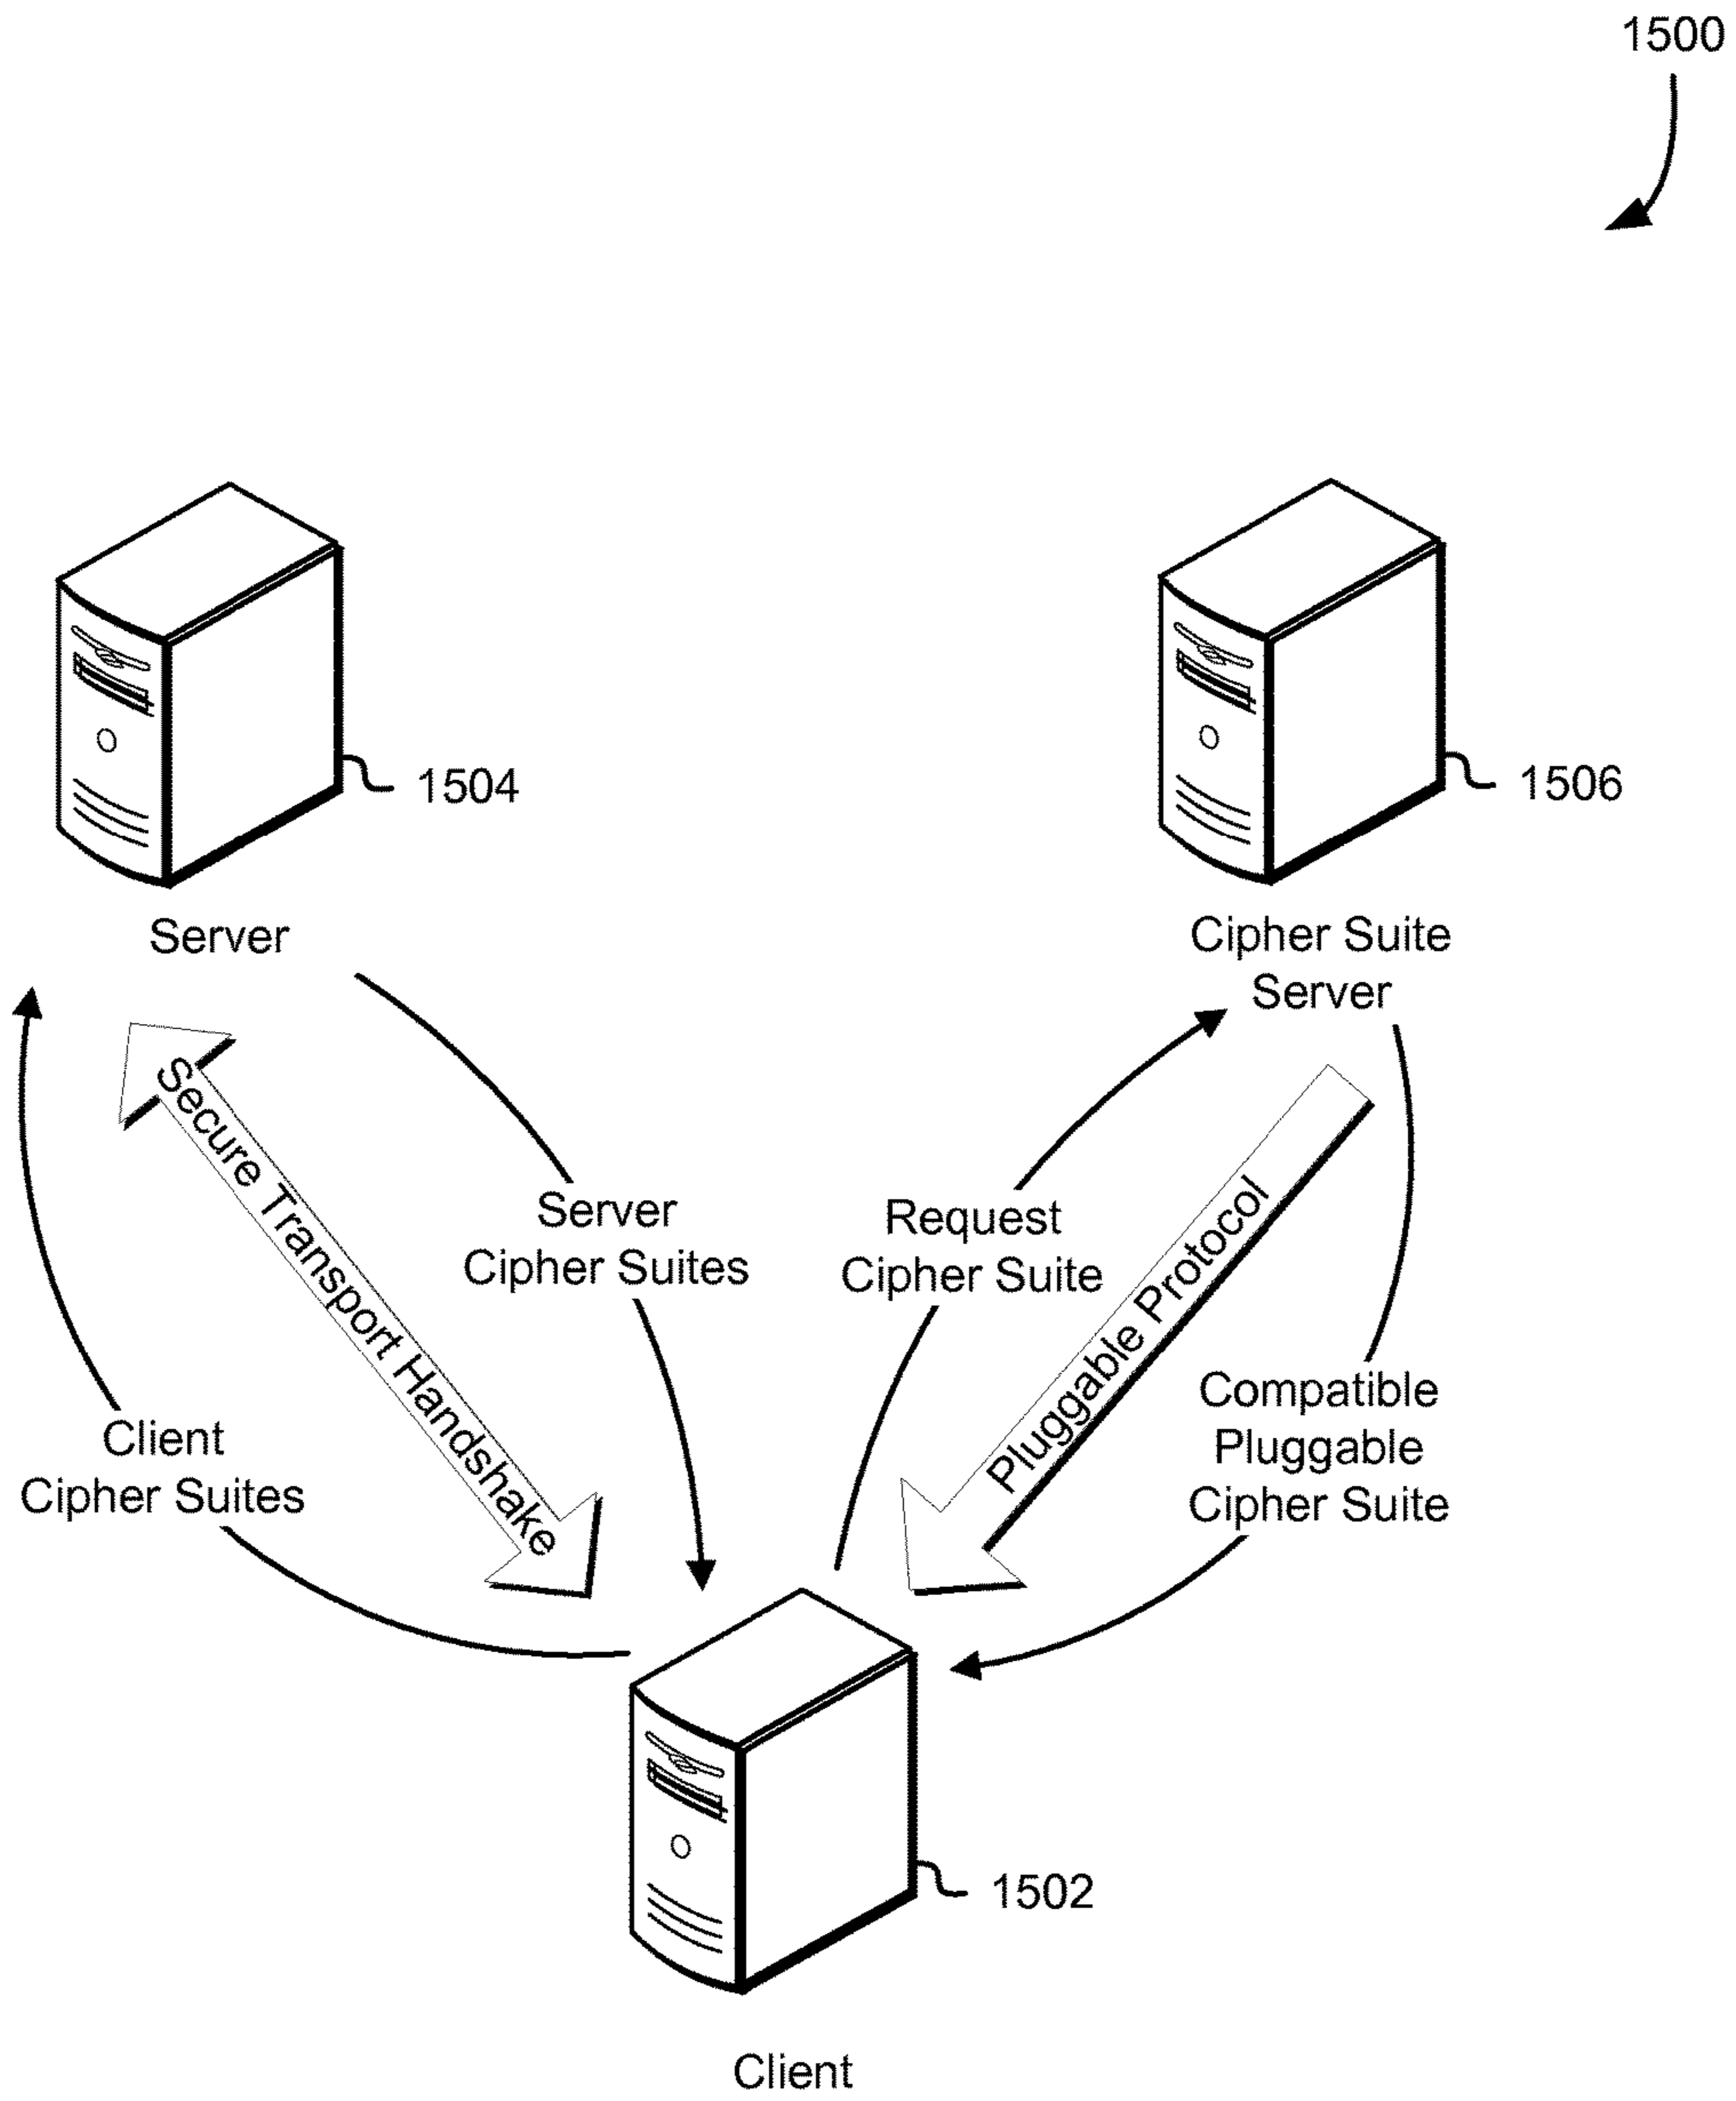 1500
1504
1506
Server
Cipher Suite
Server
Secure Transport Handshake
Server
Cipher Suites
Request
Cipher Suite
Pluggable Protocol
Client
Cipher Suites
Compatible
Pluggable
Cipher Suite
1502
Client